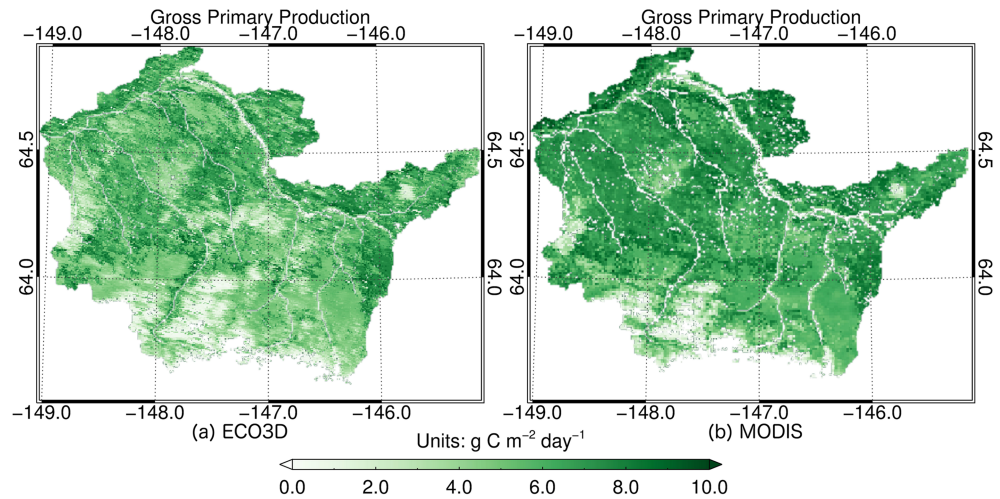 Gross Primary Production
−149.0 −148.0 −147.0 −146.0
64.5 64.5
64.0 64.0
−149.0 −148.0 −147.0 −146.0
(a) ECO3D
Gross Primary Production
−149.0 −148.0 −147.0 −146.0
64.5 64.5
64.0 64.0
−149.0 −148.0 −147.0 −146.0
(b) MODIS
Units: g C m⁻² day⁻¹
0.0 2.0 4.0 6.0 8.0 10.0